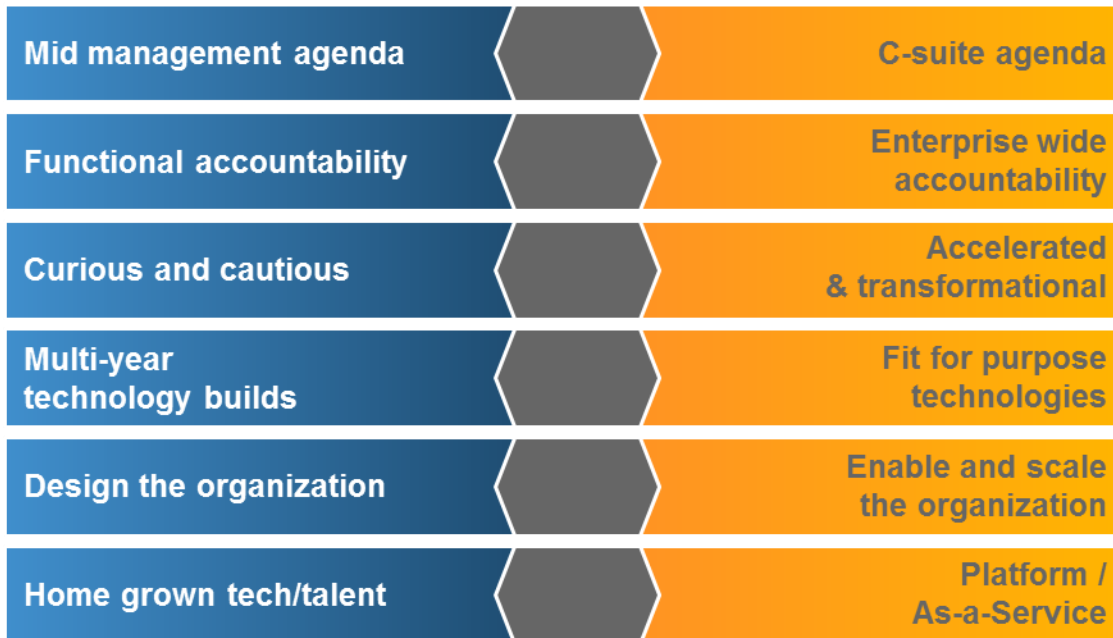 Mid management agenda
C-suite agenda
Functional accountability
Enterprise wide
accountability
Curious and cautious
Accelerated
& transformational
Multi-year
technology builds
Fit for purpose
technologies
Design the organization
Enable and scale
the organization
Home grown tech/talent
Platform /
As-a-Service